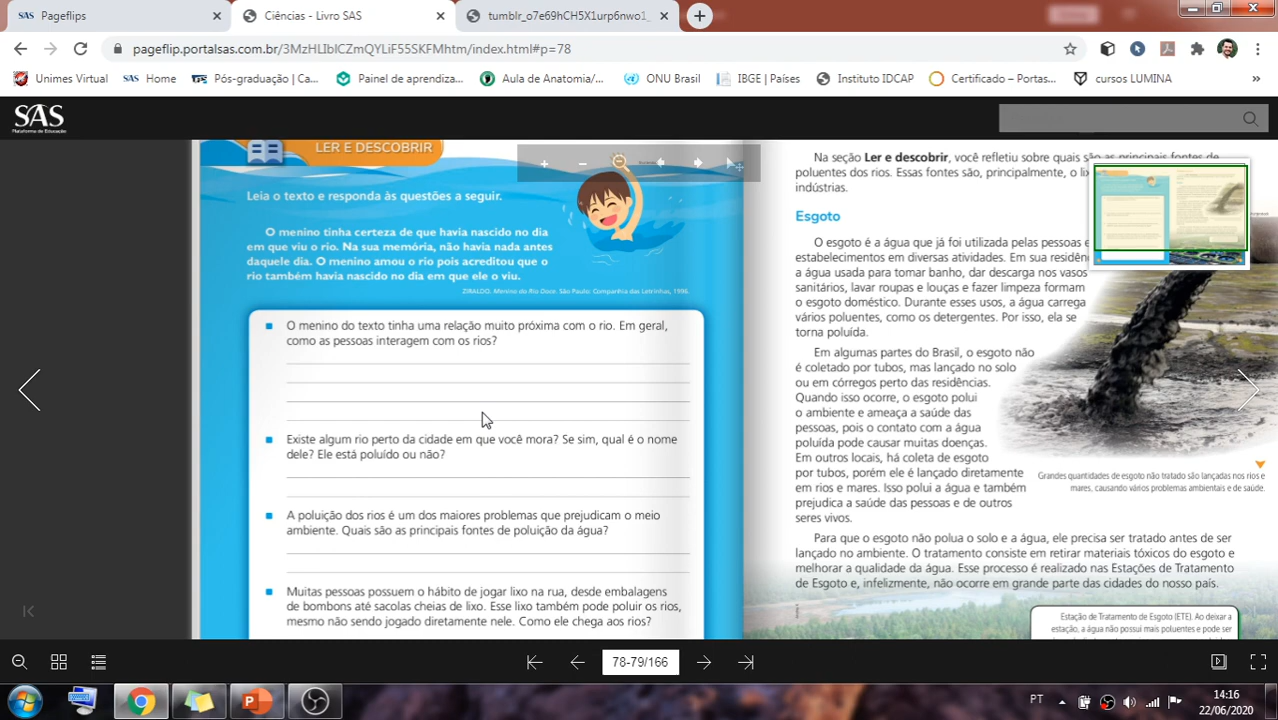 Pageflips
Ciências - Livro SAS
tumblr_o7e69hCH5X1urp6nwo1_
pageflip.portalsas.com.br/3MzHLIblCZmQYLiF55SKFMhtm/index.html#p=78
Unimes Virtual
SAS Home
Pós-graduação | Ca...
Painel de aprendiza...
Aula de Anatomia/...
ONU Brasil
IBGE | Países
Instituto IDCAP
Certificado – Portas...
cursos LUMINA
»
SAS
Plataforma de Educação
LER E DESCOBRIR
Leia o texto e responda às questões a seguir.
O menino tinha certeza de que havia nascido no dia
em que viu o rio. Na sua memória, não havia nada antes
daquele dia. O menino amou o rio pois acreditou que o
rio também havia nascido no dia em que ele o viu.
ZIRALDO. Menino do Rio Doce. São Paulo: Companhia das Letrinhas, 1996.
O menino do texto tinha uma relação muito próxima com o rio. Em geral,
como as pessoas interagem com os rios?
Existe algum rio perto da cidade em que você mora? Se sim, qual é o nome
dele? Ele está poluído ou não?
A poluição dos rios é um dos maiores problemas que prejudicam o meio
ambiente. Quais são as principais fontes de poluição da água?
Muitas pessoas possuem o hábito de jogar lixo na rua, desde embalagens
de bombons até sacolas cheias de lixo. Esse lixo também pode poluir os rios,
mesmo não sendo jogado diretamente nele. Como ele chega aos rios?
Na seção Ler e descobrir, você refletiu sobre quais são as principais fontes de
poluentes dos rios. Essas fontes são, principalmente, o li
indústrias.
Esgoto
O esgoto é a água que já foi utilizada pelas pessoas e
estabelecimentos em diversas atividades. Em sua residên
a água usada para tomar banho, dar descarga nos vasos
sanitários, lavar roupas e louças e fazer limpeza formam
o esgoto doméstico. Durante esses usos, a água carrega
vários poluentes, como os detergentes. Por isso, ela se
torna poluída.
Em algumas partes do Brasil, o esgoto não
é coletado por tubos, mas lançado no solo
ou em córregos perto das residências.
Quando isso ocorre, o esgoto polui
o ambiente e ameaça a saúde das
pessoas, pois o contato com a água
poluída pode causar muitas doenças.
Em outros locais, há coleta de esgoto
por tubos, porém ele é lançado diretamente
em rios e mares. Isso polui a água e também
prejudica a saúde das pessoas e de outros
seres vivos.
Grandes quantidades de esgoto não tratado são lançadas nos rios e
mares, causando vários problemas ambientais e de saúde.
Para que o esgoto não polua o solo e a água, ele precisa ser tratado antes de ser
lançado no ambiente. O tratamento consiste em retirar materiais tóxicos do esgoto e
melhorar a qualidade da água. Esse processo é realizado nas Estações de Tratamento
de Esgoto e, infelizmente, não ocorre em grande parte das cidades do nosso país.
Estação de Tratamento de Esgoto (ETE). Ao deixar a
estação, a água não possui mais poluentes e pode ser
78-79/166
PT
14:16
22/06/2020